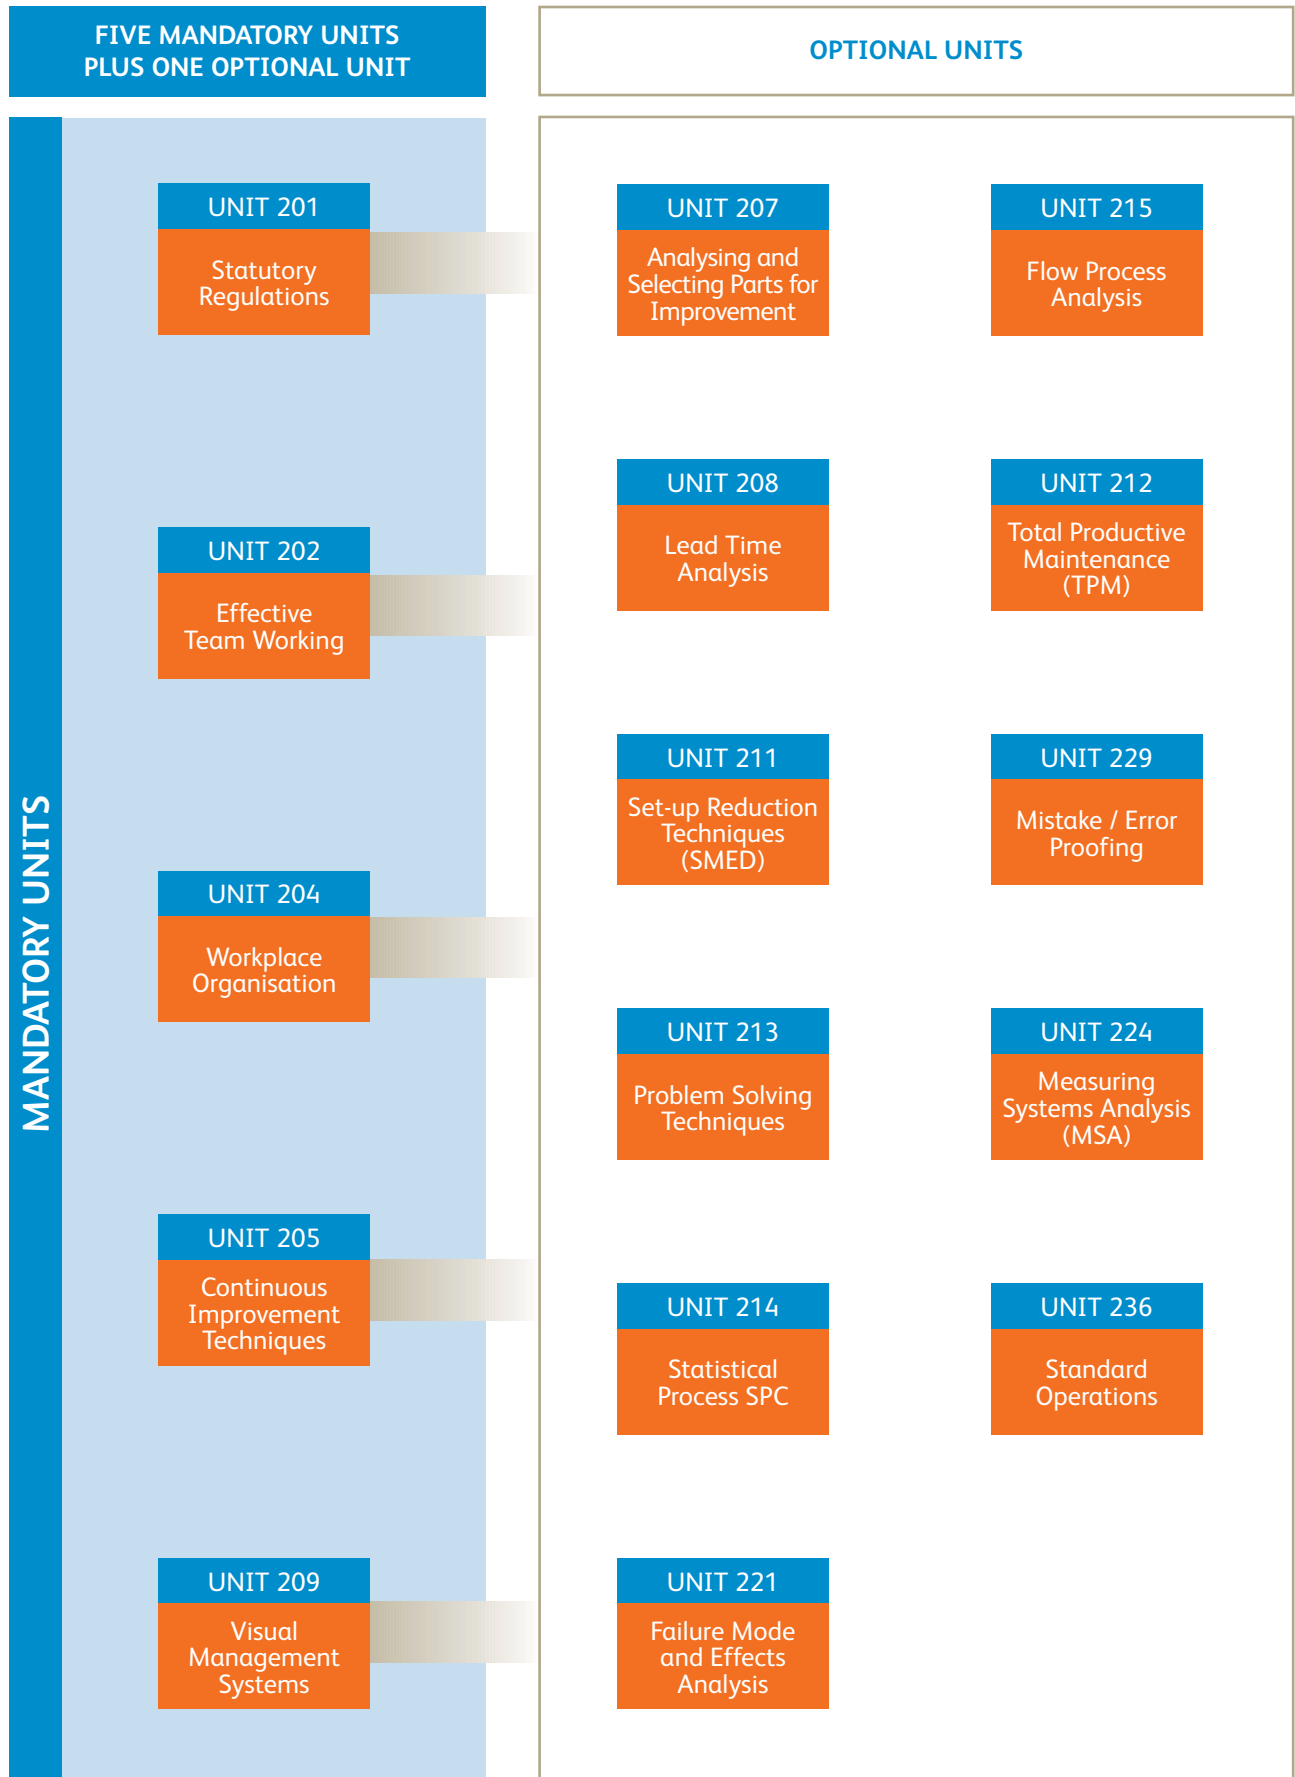 FIVE MANDATORY UNITS
PLUS ONE OPTIONAL UNIT
OPTIONAL UNITS
MANDATORY UNITS
UNIT 201
Statutory
Regulations
UNIT 202
Effective
Team Working
UNIT 204
Workplace
Organisation
UNIT 205
Continuous
Improvement
Techniques
UNIT 209
Visual
Management
Systems
UNIT 207
Analysing and
Selecting Parts for
Improvement
UNIT 215
Flow Process
Analysis
UNIT 208
Lead Time
Analysis
UNIT 212
Total Productive
Maintenance
(TPM)
UNIT 211
Set-up Reduction
Techniques
(SMED)
UNIT 229
Mistake / Error
Proofing
UNIT 213
Problem Solving
Techniques
UNIT 224
Measuring
Systems Analysis
(MSA)
UNIT 214
Statistical
Process SPC
UNIT 236
Standard
Operations
UNIT 221
Failure Mode
and Effects
Analysis